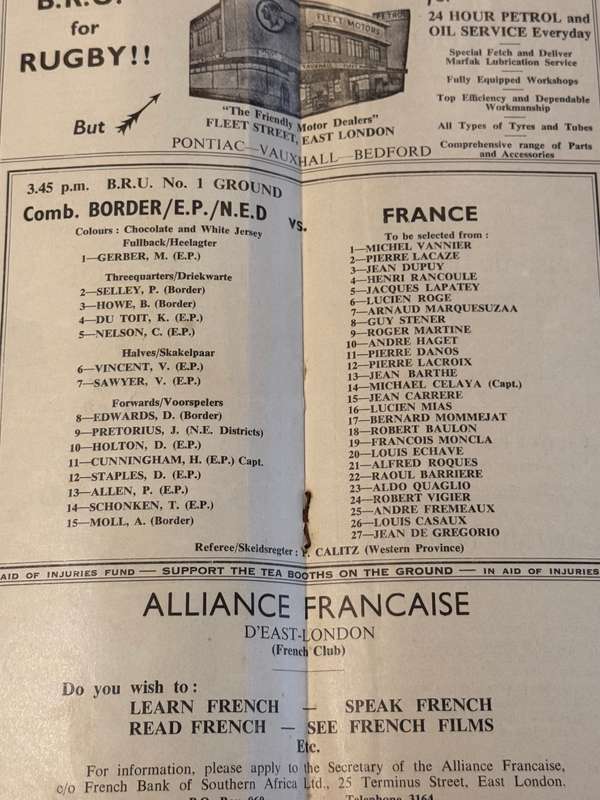 B.R.U.
for
RUGBY!!
But
FLEET MOTORS
"The Friendly Motor Dealers"
FLEET STREET, EAST LONDON
PONTIAC—VAUXHALL—BEDFORD
24 HOUR PETROL and
OIL SERVICE Everyday
Special Fetch and Deliver
Marfak Lubrication Service
Fully Equipped Workshops
Top Efficiency and Dependable
Workmanship
All Types of Tyres and Tubes
Comprehensive range of Parts
and Accessories
3.45 p.m. B.R.U. No. 1 GROUND
Comb. BORDER/E.P./N.E.D
vs.
Colours : Chocolate and White Jersey
Fullback/Heelagter
1—GERBER, M. (E.P.)
Threequarters/Driekwarte
2—SELLEY, P. (Border)
3—HOWE, B. (Border)
4—DU TOIT, K. (E.P.)
5—NELSON, C. (E.P.)
Halves/Skakelpaar
6—VINCENT, V. (E.P.)
7—SAWYER, V. (E.P.)
Forwards/Voorspelers
8—EDWARDS, D. (Border)
9—PRETORIUS, J. (N.E. Districts)
10—HOLTON, D. (E.P.)
11—CUNNINGHAM, H. (E.P.) Capt.
12—STAPLES, D. (E.P.)
13—ALLEN, P. (E.P.)
14—SCHONKEN, T. (E.P.)
15—MOLL, A. (Border)
FRANCE
To be selected from :
1—MICHEL VANNIER
2—PIERRE LACAZE
3—JEAN DUPUY
4—HENRI RANCOULE
5—JACQUES LAPATEY
6—LUCIEN ROGE
7—ARNAUD MARQUESUZAA
8—GUY STENER
9—ROGER MARTINE
10—ANDRE HAGET
11—PIERRE DANOS
12—PIERRE LACROIX
13—JEAN BARTHE
14—MICHAEL CELAYA (Capt.)
15—JEAN CARRERE
16—LUCIEN MIAS
17—BERNARD MOMMEJAT
18—ROBERT BAULON
19—FRANCOIS MONCLA
20—LOUIS ECHAVE
21—ALFRED ROQUES
22—RAOUL BARRIERE
23—ALDO QUAGLIO
24—ROBERT VIGIER
25—ANDRE FREMEAUX
26—LOUIS CASAUX
27—JEAN DE GREGORIO
Referee/Skeidsregter : CALITZ (Western Province)
AID OF INJURIES FUND — SUPPORT THE TEA BOOTHS ON THE GROUND — IN AID OF INJURIES
ALLIANCE FRANCAISE
D'EAST-LONDON
(French Club)
Do you wish to :
LEARN FRENCH — SPEAK FRENCH
READ FRENCH — SEE FRENCH FILMS
Etc.
For information, please apply to the Secretary of the Alliance Francaise,
c/o French Bank of Southern Africa Ltd., 25 Terminus Street, East London.
P.O. Box Telephone 3164